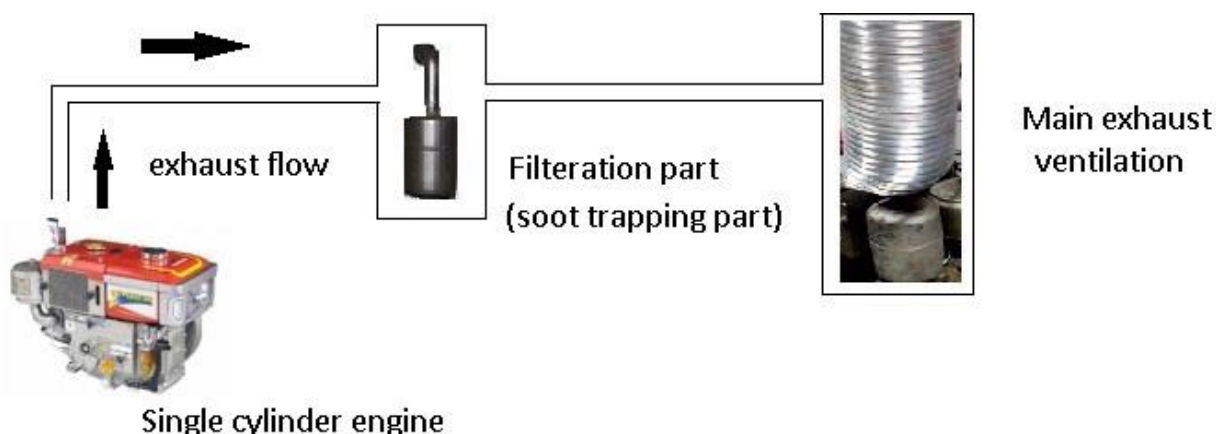 exhaust flow
Filteration part
(soot trapping part)
Main exhaust
ventilation
Single cylinder engine